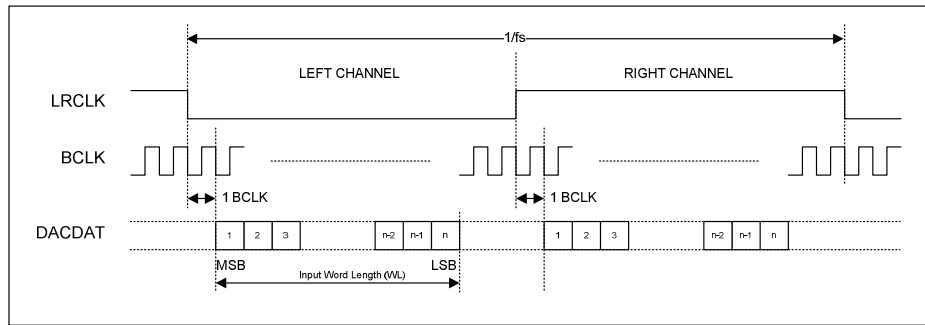 1/fs
LEFT CHANNEL RIGHT CHANNEL
LRCLK
BCLK
1 BCLK 1 BCLK
DACDAT 1 2 3 n-2 n-1 n 1 2 3 n-2 n-1 n
MSB LSB
Input Word Length (WL)